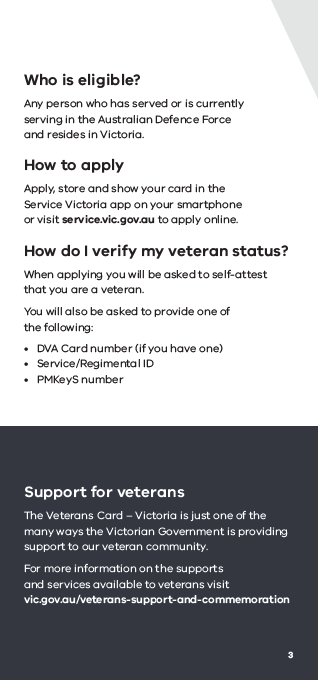 Who is eligible?
Any person who has served or is currently
serving in the Australian Defence Force
and resides in Victoria.
How to apply
Apply, store and show your card in the
Service Victoria app on your smartphone
or visit service.vic.gov.au to apply online.
How do I verify my veteran status?
When applying you will be asked to self-attest
that you are a veteran.
You will also be asked to provide one of
the following:
• DVA Card number (if you have one)
• Service/Regimental ID
• PMKeyS number
Support for veterans
The Veterans Card – Victoria is just one of the
many ways the Victorian Government is providing
support to our veteran community.
For more information on the supports
and services available to veterans visit
vic.gov.au/veterans-support-and-commemoration
3